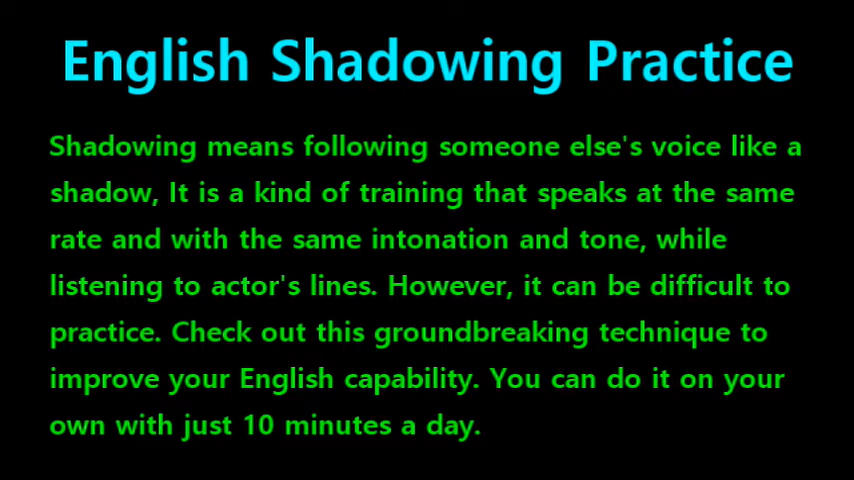 English Shadowing Practice
Shadowing means following someone else's voice like a
shadow, It is a kind of training that speaks at the same
rate and with the same intonation and tone, while
listening to actor's lines. However, it can be difficult to
practice. Check out this groundbreaking technique to
improve your English capability. You can do it on your
own with just 10 minutes a day.